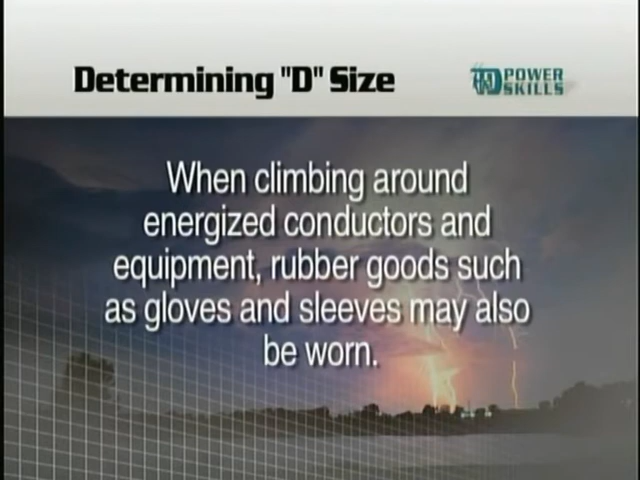 Determining "D" Size
T&D POWER
SKILLS
When climbing around
energized conductors and
equipment, rubber goods such
as gloves and sleeves may also
be worn.